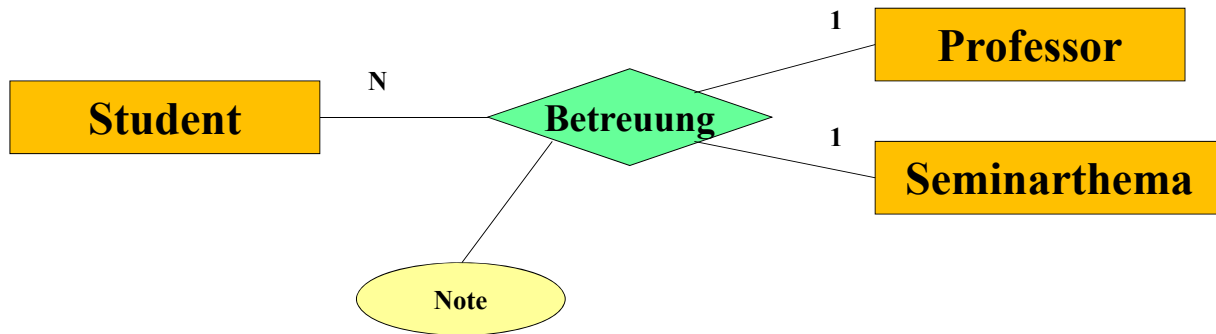 1
Professor
N
Student
Betreuung
1
Seminarthema
Note